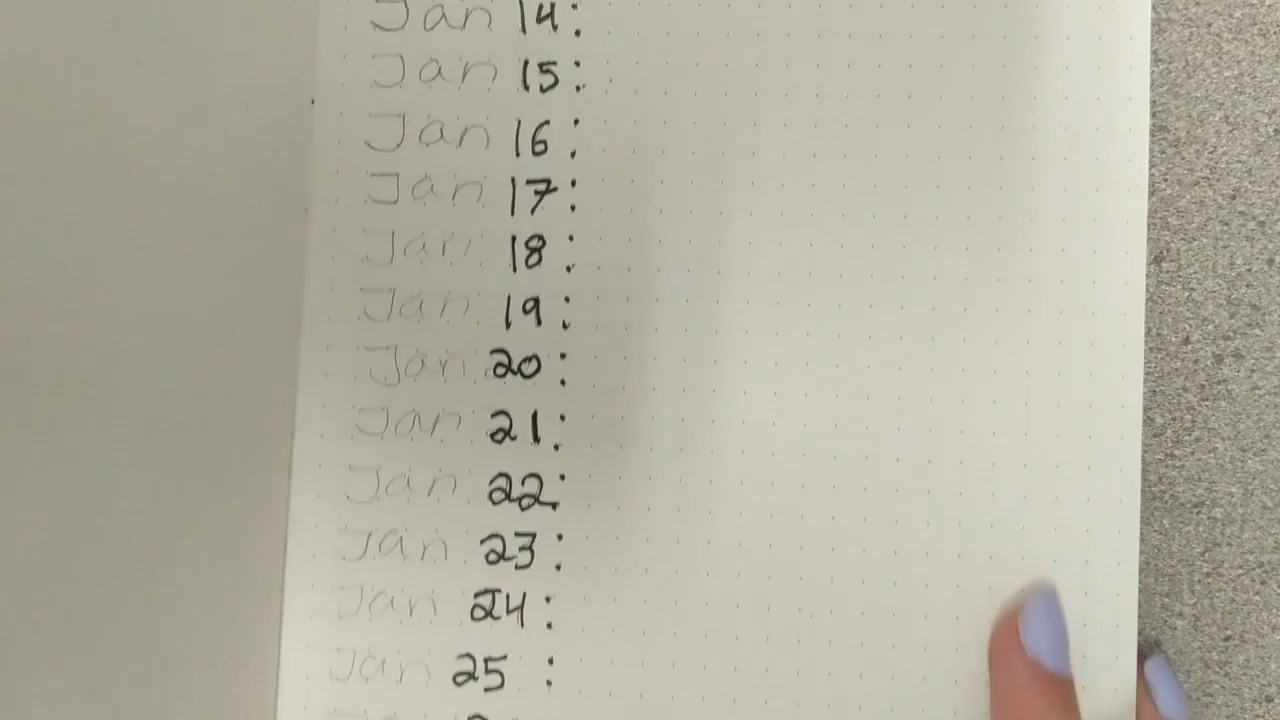 Jan 14:
Jan 15:
Jan 16:
Jan 17:
Jan 18:
Jan 19:
Jan 20:
Jan 21:
Jan 22:
Jan 23:
Jan 24:
Jan 25 :